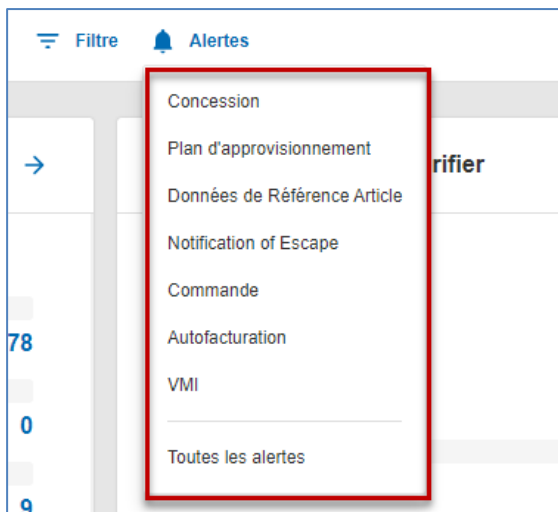 Filtre
Alertes
Concession
Plan d'approvisionnement
rifier
Données de Référence Article
Notification of Escape
Commande
Autofacturation
78
VMI
0
Toutes les alertes
9